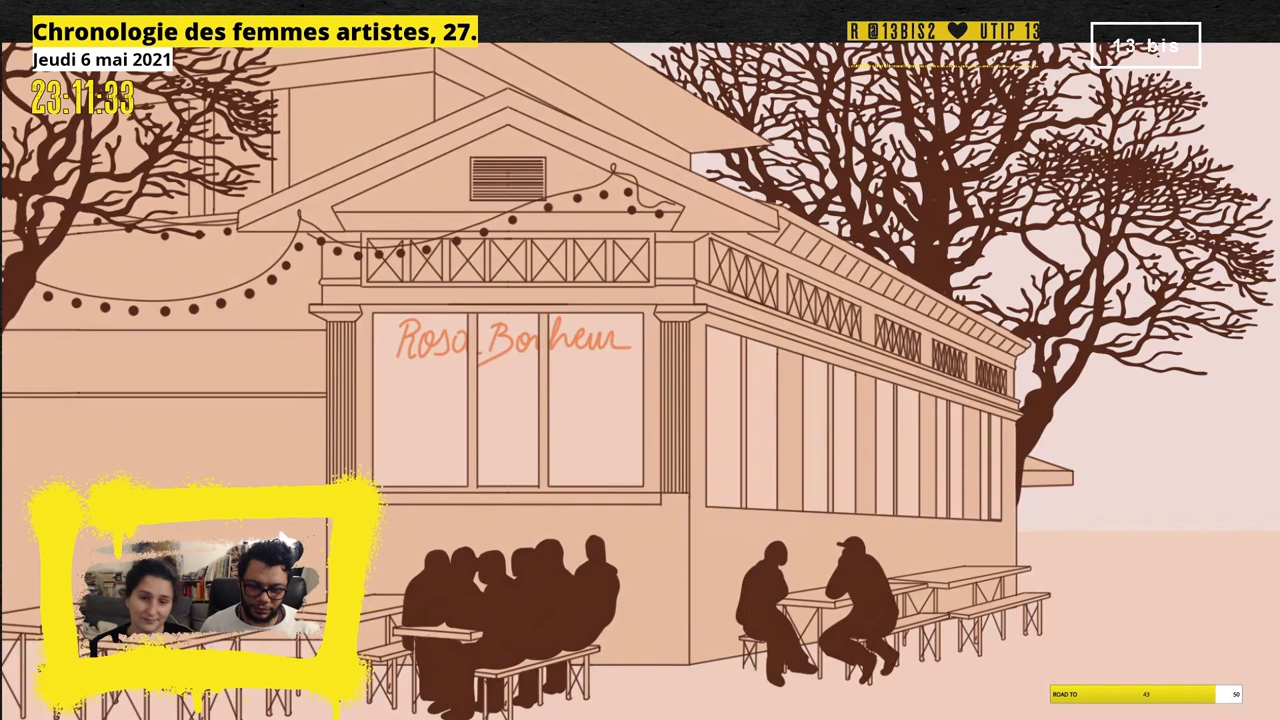 Chronologie des femmes artistes, 27.
Jeudi 6 mai 2021
23:11:33
R @13BIS2 ♥ UTIP 13
13 bis
Rosa Bonheur
ROAD TO 43 50